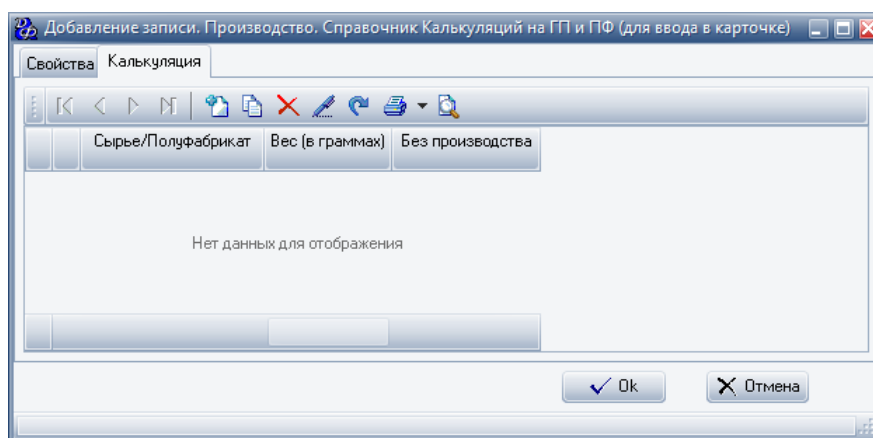 Добавление записи. Производство. Справочник Калькуляций на ГП и ПФ (для ввода в карточке)
Свойства Калькуляция
Сырье/Полуфабрикат Вес (в граммах) Без производства
Нет данных для отображения
Ok Отмена